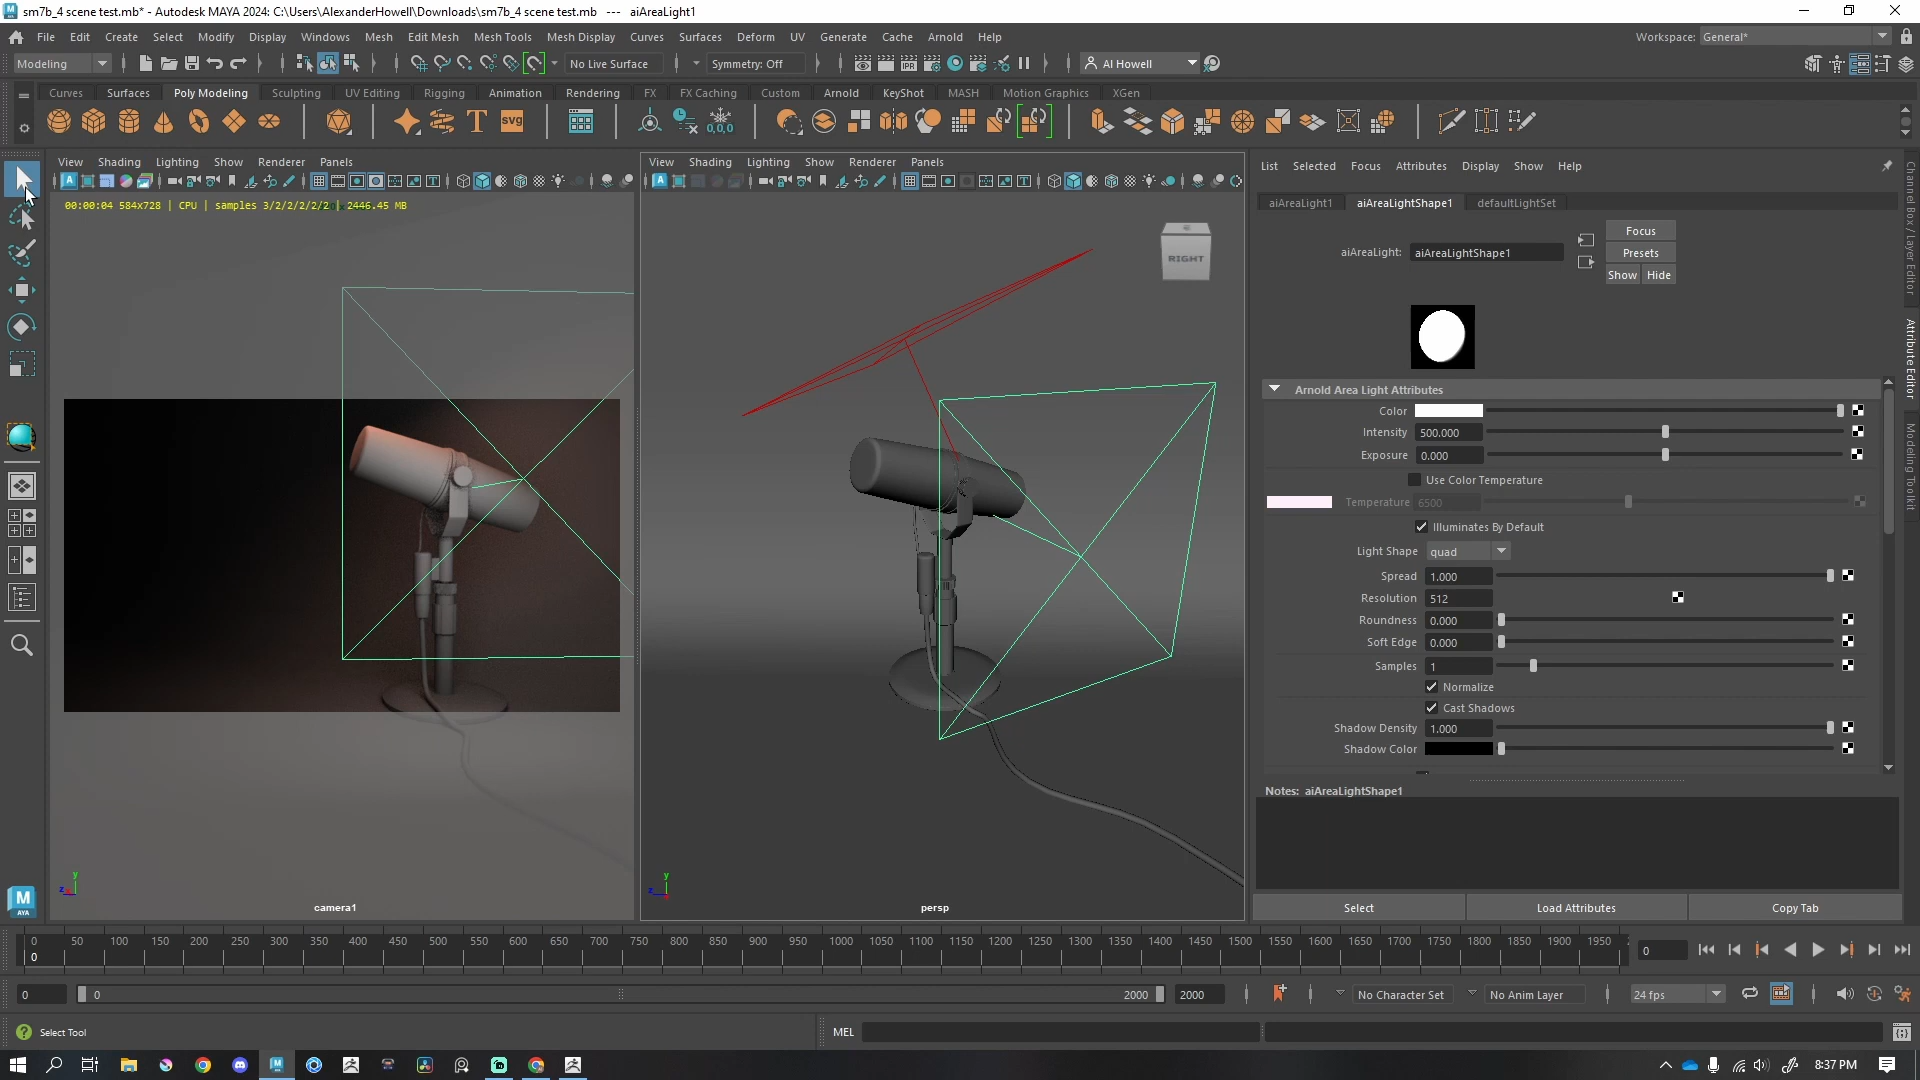 sm7b_4 scene test.mb* - Autodesk MAYA 2024: C:\Users\AlexanderHowell\Downloads\sm7b_4 scene test.mb --- aiAreaLight1
File Edit Create Select Modify Display Windows Mesh Edit Mesh Mesh Tools Mesh Display Curves Surfaces Deform UV Generate Cache Arnold Help
Workspace: General*
Modeling
No Live Surface
Symmetry: Off
Al Howell
Curves Surfaces Poly Modeling Sculpting UV Editing Rigging Animation Rendering FX FX Caching Custom Arnold KeyShot MASH Motion Graphics XGen
View Shading Lighting Show Renderer Panels
View Shading Lighting Show Renderer Panels
00:00:04 584x728 | CPU | samples 3/2/2/2/2/2 | 2446.45 MB
RIGHT
camera1
persp
List Selected Focus Attributes Display Show Help
aiAreaLight1 aiAreaLightShape1 defaultLightSet
aiAreaLight: aiAreaLightShape1
Focus
Presets
Show Hide
Arnold Area Light Attributes
Color
Intensity 500.000
Exposure 0.000
Use Color Temperature
Temperature 6500
Illuminates By Default
Light Shape quad
Spread 1.000
Resolution 512
Roundness 0.000
Soft Edge 0.000
Samples 1
Normalize
Cast Shadows
Shadow Density 1.000
Shadow Color
Notes: aiAreaLightShape1
Select Load Attributes Copy Tab
Channel Box / Layer Editor
Attribute Editor
Modeling Toolkit
0 50 100 150 200 250 300 350 400 450 500 550 600 650 700 750 800 850 900 950 1000 1050 1100 1150 1200 1250 1300 1350 1400 1450 1500 1550 1600 1650 1700 1750 1800 1850 1900 1950
0
0
0
0
2000
2000
No Character Set
No Anim Layer
24 fps
Select Tool
MEL
8:37 PM